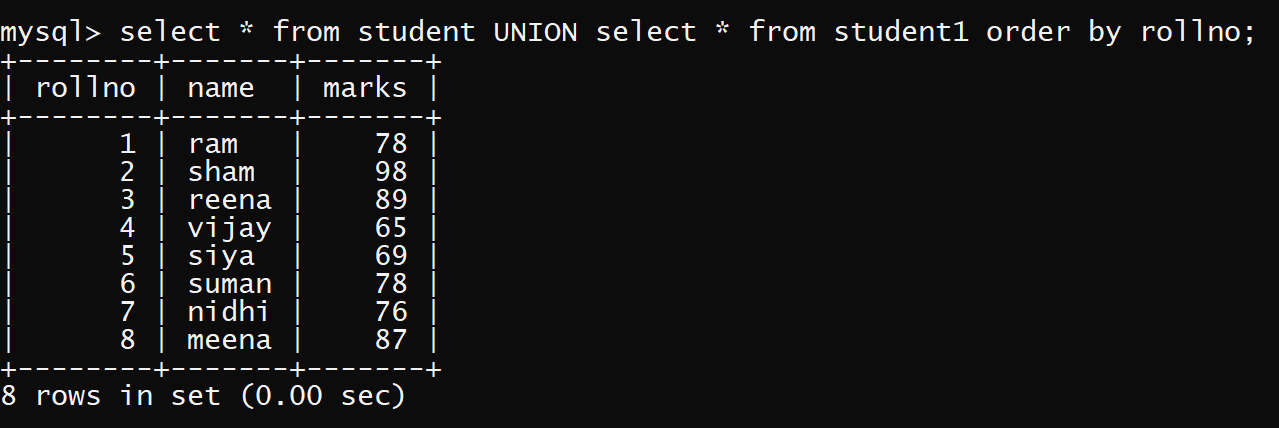 mysql> select * from student UNION select * from student1 order by rollno;
+--------+-------+-------+
| rollno | name  | marks |
+--------+-------+-------+
|      1 | ram   |    78 |
|      2 | sham  |    98 |
|      3 | reena |    89 |
|      4 | vijay |    65 |
|      5 | siya  |    69 |
|      6 | suman |    78 |
|      7 | nidhi |    76 |
|      8 | meena |    87 |
+--------+-------+-------+
8 rows in set (0.00 sec)